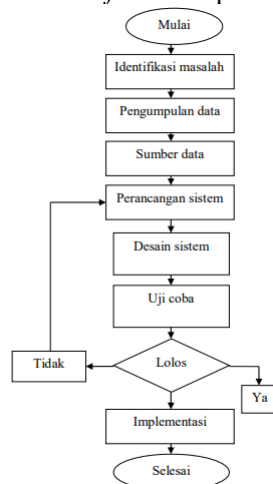 Mulai
Identifikasi masalah
Pengumpulan data
Sumber data
Perancangan sistem
Desain sistem
Uji coba
Tidak
Lolos
Ya
Implementasi
Selesai